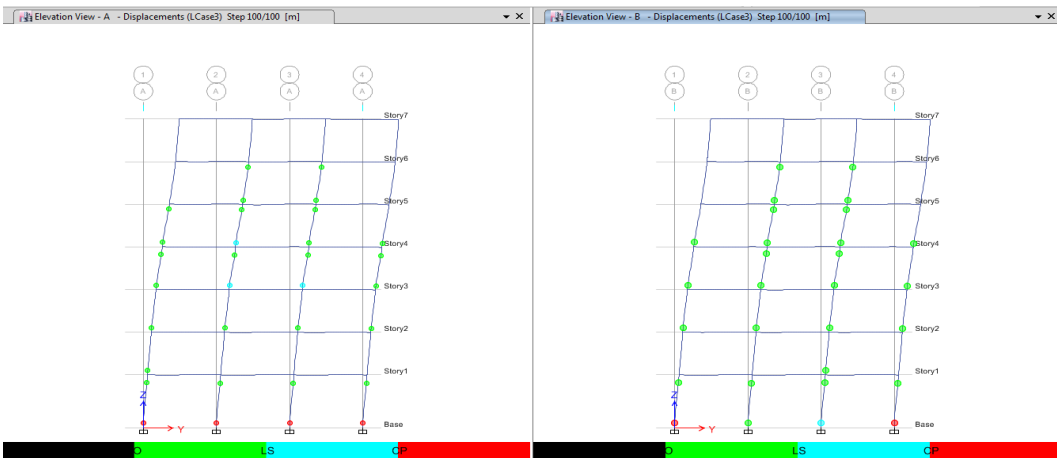 Elevation View - A - Displacements (LCase3) Step 100/100 [m]
1 2 3 4
A A A A
Story7
Story6
Story5
Story4
Story3
Story2
Story1
Z
Y
Base
IO LS CP
Elevation View - B - Displacements (LCase3) Step 100/100 [m]
1 2 3 4
B B B B
Story7
Story6
Story5
Story4
Story3
Story2
Story1
Z
Y
Base
IO LS CP